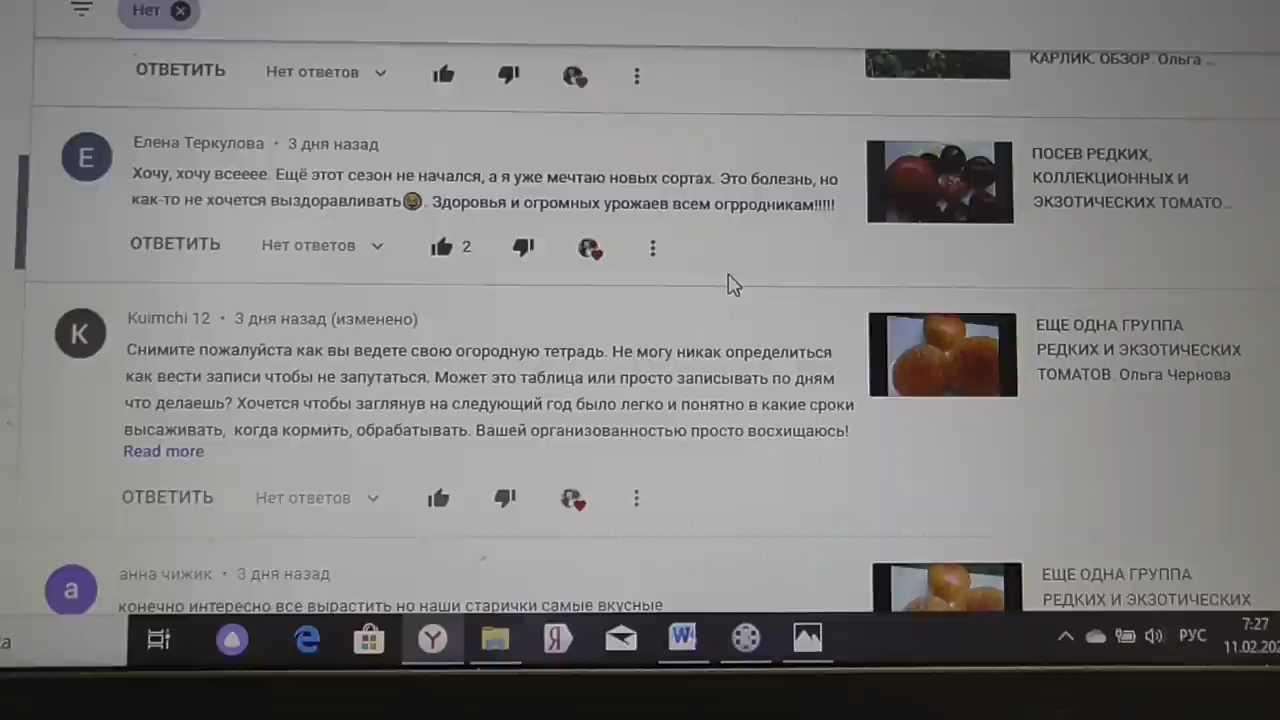 Нет
ОТВЕТИТЬ Нет ответов
КАРЛИК. ОБЗОР. Ольга ...
Елена Теркулова • 3 дня назад
Хочу, хочу всееее. Ещё этот сезон не начался, а я уже мечтаю новых сортах. Это болезнь, но
как-то не хочется выздоравливать😆. Здоровья и огромных урожаев всем огрродникам!!!!!
ОТВЕТИТЬ Нет ответов 2
ПОСЕВ РЕДКИХ,
КОЛЛЕКЦИОННЫХ И
ЭКЗОТИЧЕСКИХ ТОМАТО...
Kuimchi 12 • 3 дня назад (изменено)
Снимите пожалуйста как вы ведете свою огородную тетрадь. Не могу никак определиться
как вести записи чтобы не запутаться. Может это таблица или просто записывать по дням
что делаешь? Хочется чтобы заглянув на следующий год было легко и понятно в какие сроки
высаживать, когда кормить, обрабатывать. Вашей организованностью просто восхищаюсь!
Read more
ОТВЕТИТЬ Нет ответов
ЕЩЕ ОДНА ГРУППА
РЕДКИХ И ЭКЗОТИЧЕСКИХ
ТОМАТОВ. Ольга Чернова
анна чижик • 3 дня назад
конечно интересно все вырастить но наши старички самые вкусные
ЕЩЕ ОДНА ГРУППА
РЕДКИХ И ЭКЗОТИЧЕСКИХ
РУС
7:27
11.02.202